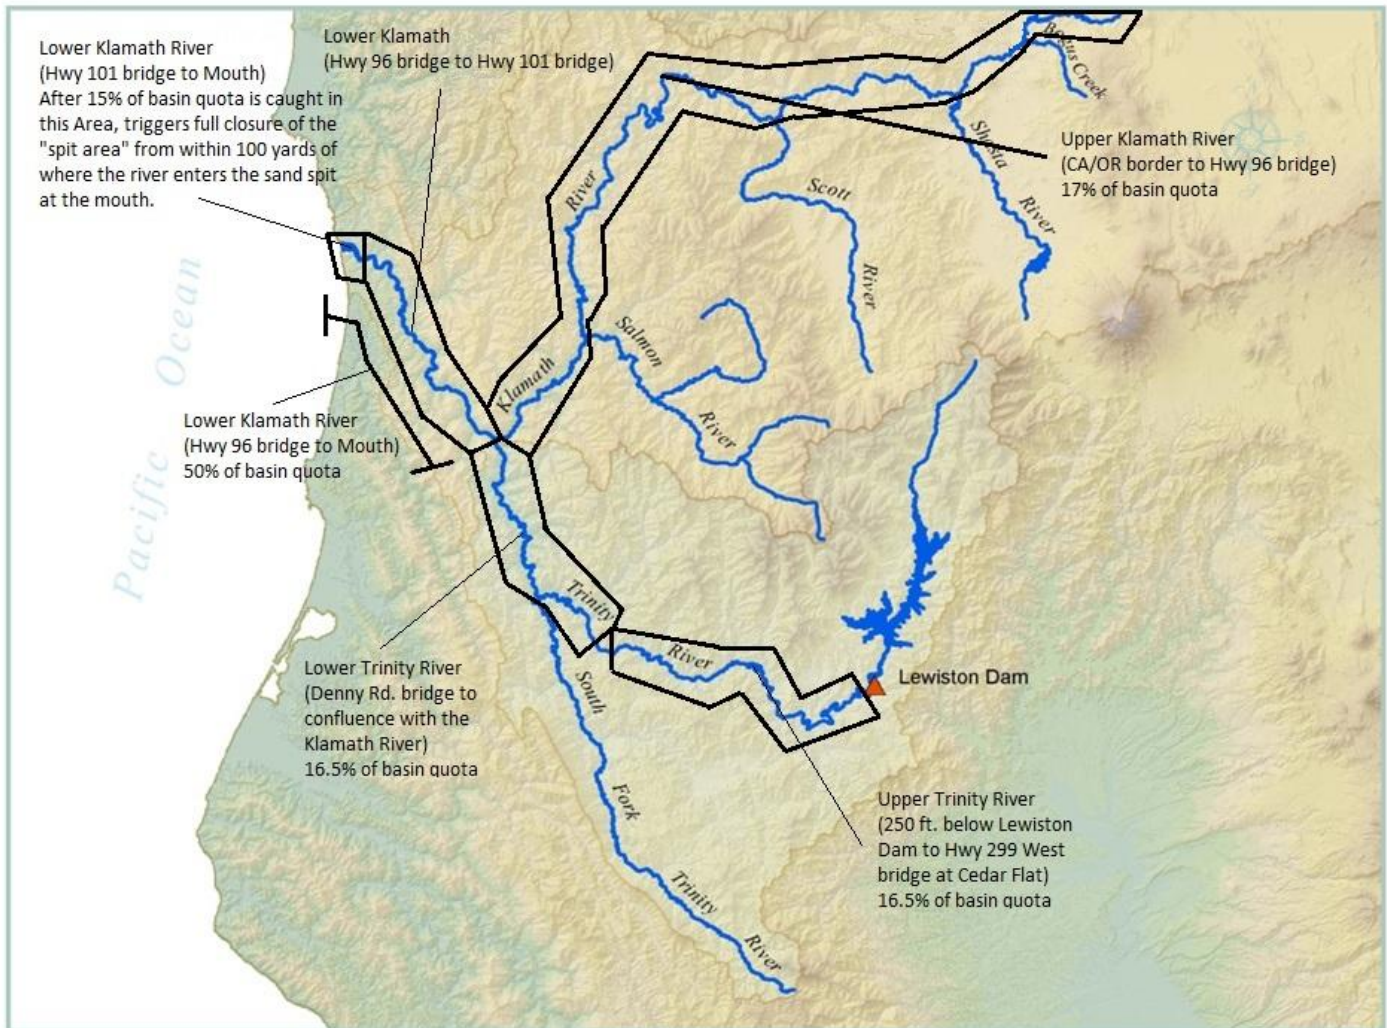 Lower Klamath River
(Hwy 101 bridge to Mouth)
After 15% of basin quota is caught in
this Area, triggers full closure of the
"spit area" from within 100 yards of
where the river enters the sand spit
at the mouth.
Lower Klamath
(Hwy 96 bridge to Hwy 101 bridge)
Bogus Creek
Shasta
River
Upper Klamath River
(CA/OR border to Hwy 96 bridge)
17% of basin quota
River
Scott
River
Pacific Ocean
Salmon
River
Klamath
Lower Klamath River
(Hwy 96 bridge to Mouth)
50% of basin quota
Trinity
River
Lower Trinity River
(Denny Rd. bridge to
confluence with the
Klamath River)
16.5% of basin quota
Lewiston Dam
South
Fork
Trinity
River
Upper Trinity River
(250 ft. below Lewiston
Dam to Hwy 299 West
bridge at Cedar Flat)
16.5% of basin quota